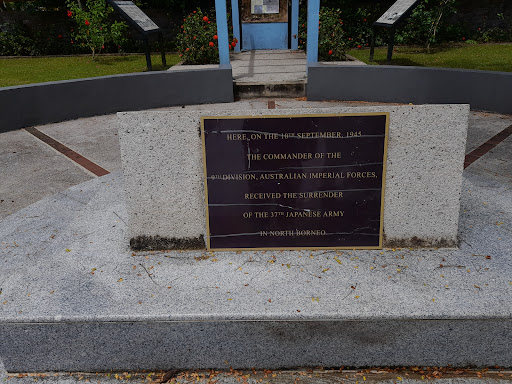 HERE, ON THE 10TH SEPTEMBER, 1945
THE COMMANDER OF THE
9TH DIVISION, AUSTRALIAN IMPERIAL FORCES,
RECEIVED THE SURRENDER
OF THE 37TH JAPANESE ARMY
IN NORTH BORNEO.